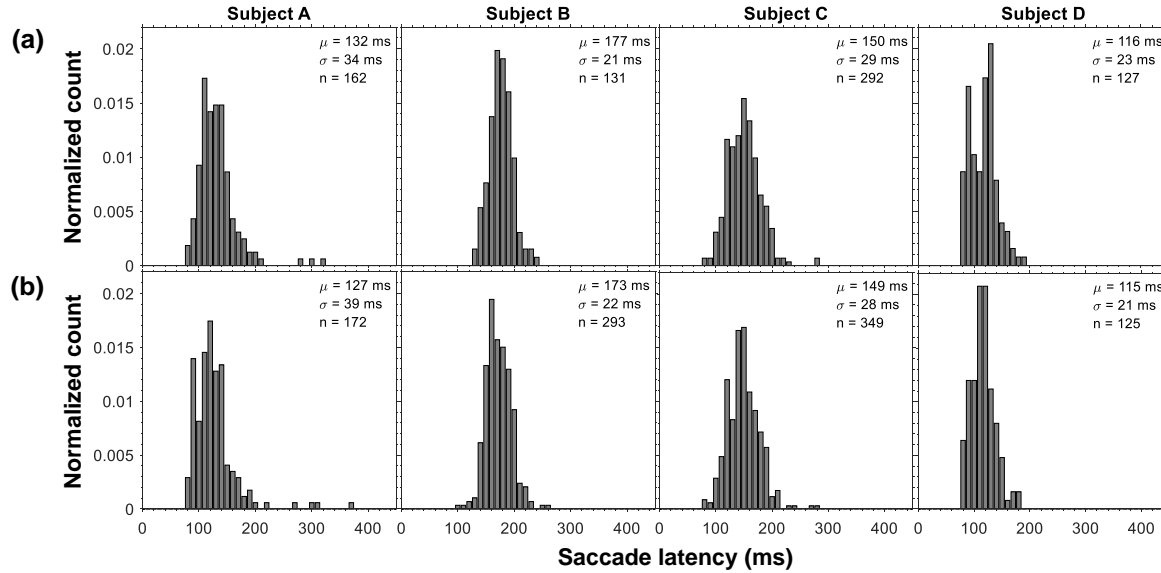 Subject A Subject B Subject C Subject D
(a)
Normalized count
0.02
0.015
0.01
0.005
0
μ = 132 ms
σ = 34 ms
n = 162
μ = 177 ms
σ = 21 ms
n = 131
μ = 150 ms
σ = 29 ms
n = 292
μ = 116 ms
σ = 23 ms
n = 127
(b)
Normalized count
0.02
0.015
0.01
0.005
0
μ = 127 ms
σ = 39 ms
n = 172
μ = 173 ms
σ = 22 ms
n = 293
μ = 149 ms
σ = 28 ms
n = 349
μ = 115 ms
σ = 21 ms
n = 125
0 100 200 300 400 0 100 200 300 400 0 100 200 300 400 0 100 200 300 400
Saccade latency (ms)